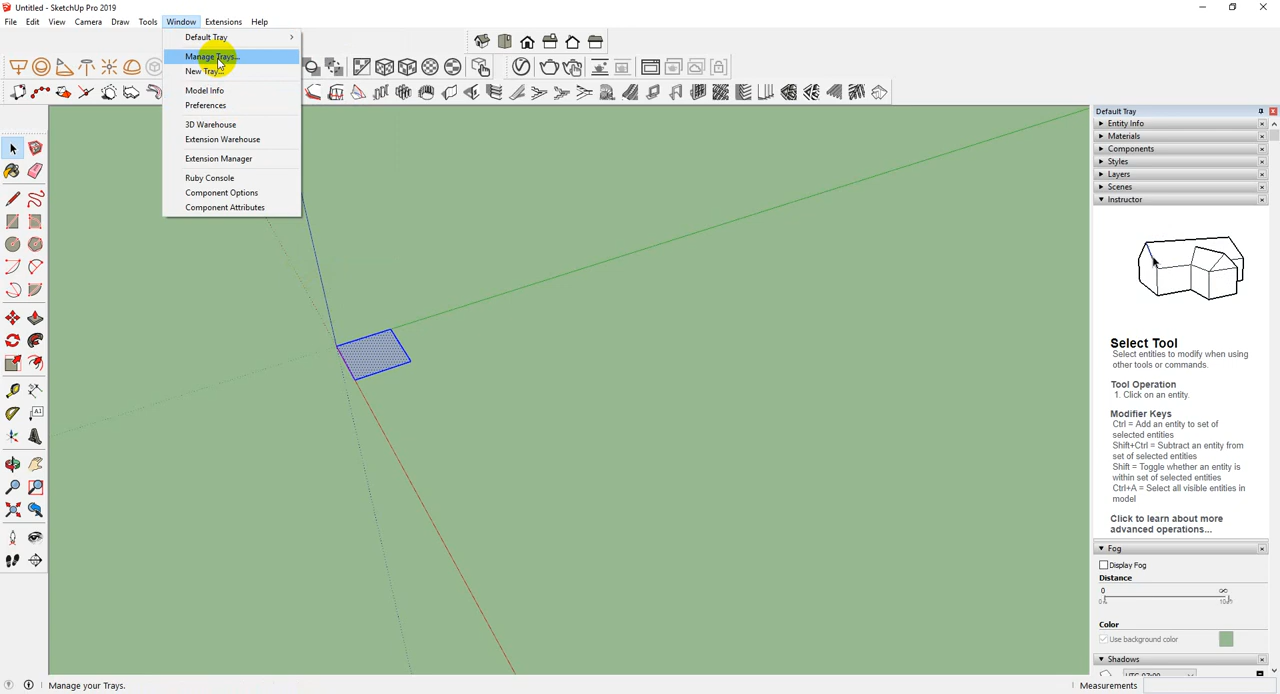 Untitled - SketchUp Pro 2019
File Edit View Camera Draw Tools Window Extensions Help
Default Tray
Manage Trays...
New Tray...
Model Info
Preferences
3D Warehouse
Extension Warehouse
Extension Manager
Ruby Console
Component Options
Component Attributes
Default Tray
Entity Info
Materials
Components
Styles
Layers
Scenes
Instructor
Select Tool
Select entities to modify when using
other tools or commands.
Tool Operation
1. Click on an entity.
Modifier Keys
Ctrl = Add an entity to set of
selected entities
Shift+Ctrl = Subtract an entity from
set of selected entities
Shift = Toggle whether an entity is
within set of selected entities
Ctrl+A = Select all visible entities in
model
Click to learn about more
advanced operations...
Fog
Display Fog
Distance
0 ∞
Color
Use background color
Shadows
UTC-07:00
Manage your Trays.
Measurements